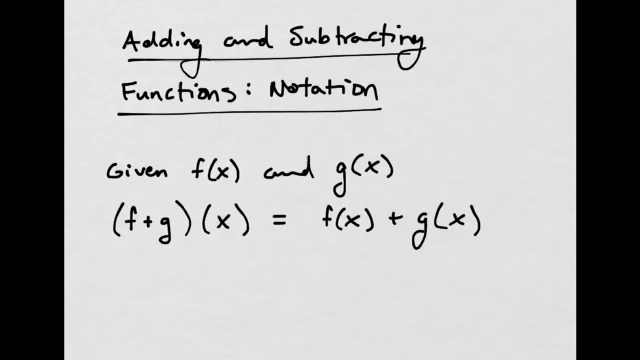 Adding and Subtracting
Functions: Notation
Given f(x) and g(x)
(f+g)(x) = f(x) + g(x)